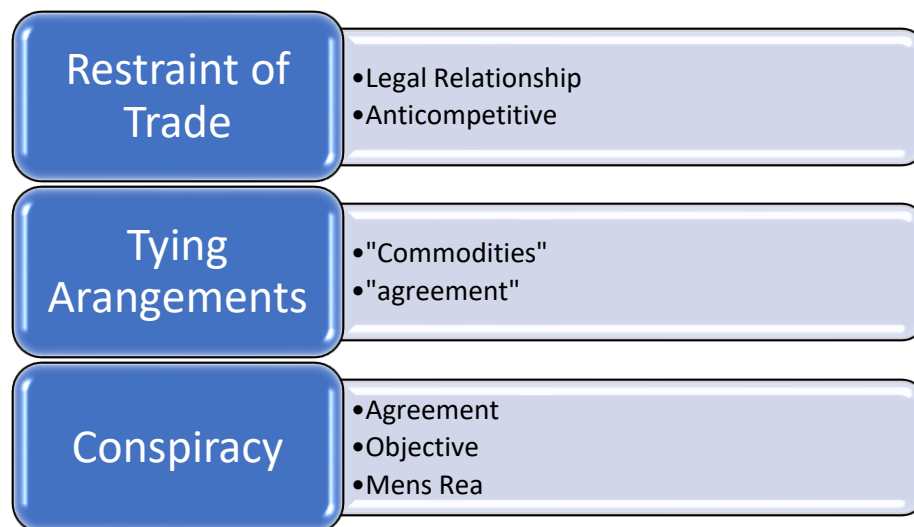 Restraint of
Trade
•Legal Relationship
•Anticompetitive
Tying
Arangements
•"Commodities"
•"agreement"
Conspiracy
•Agreement
•Objective
•Mens Rea